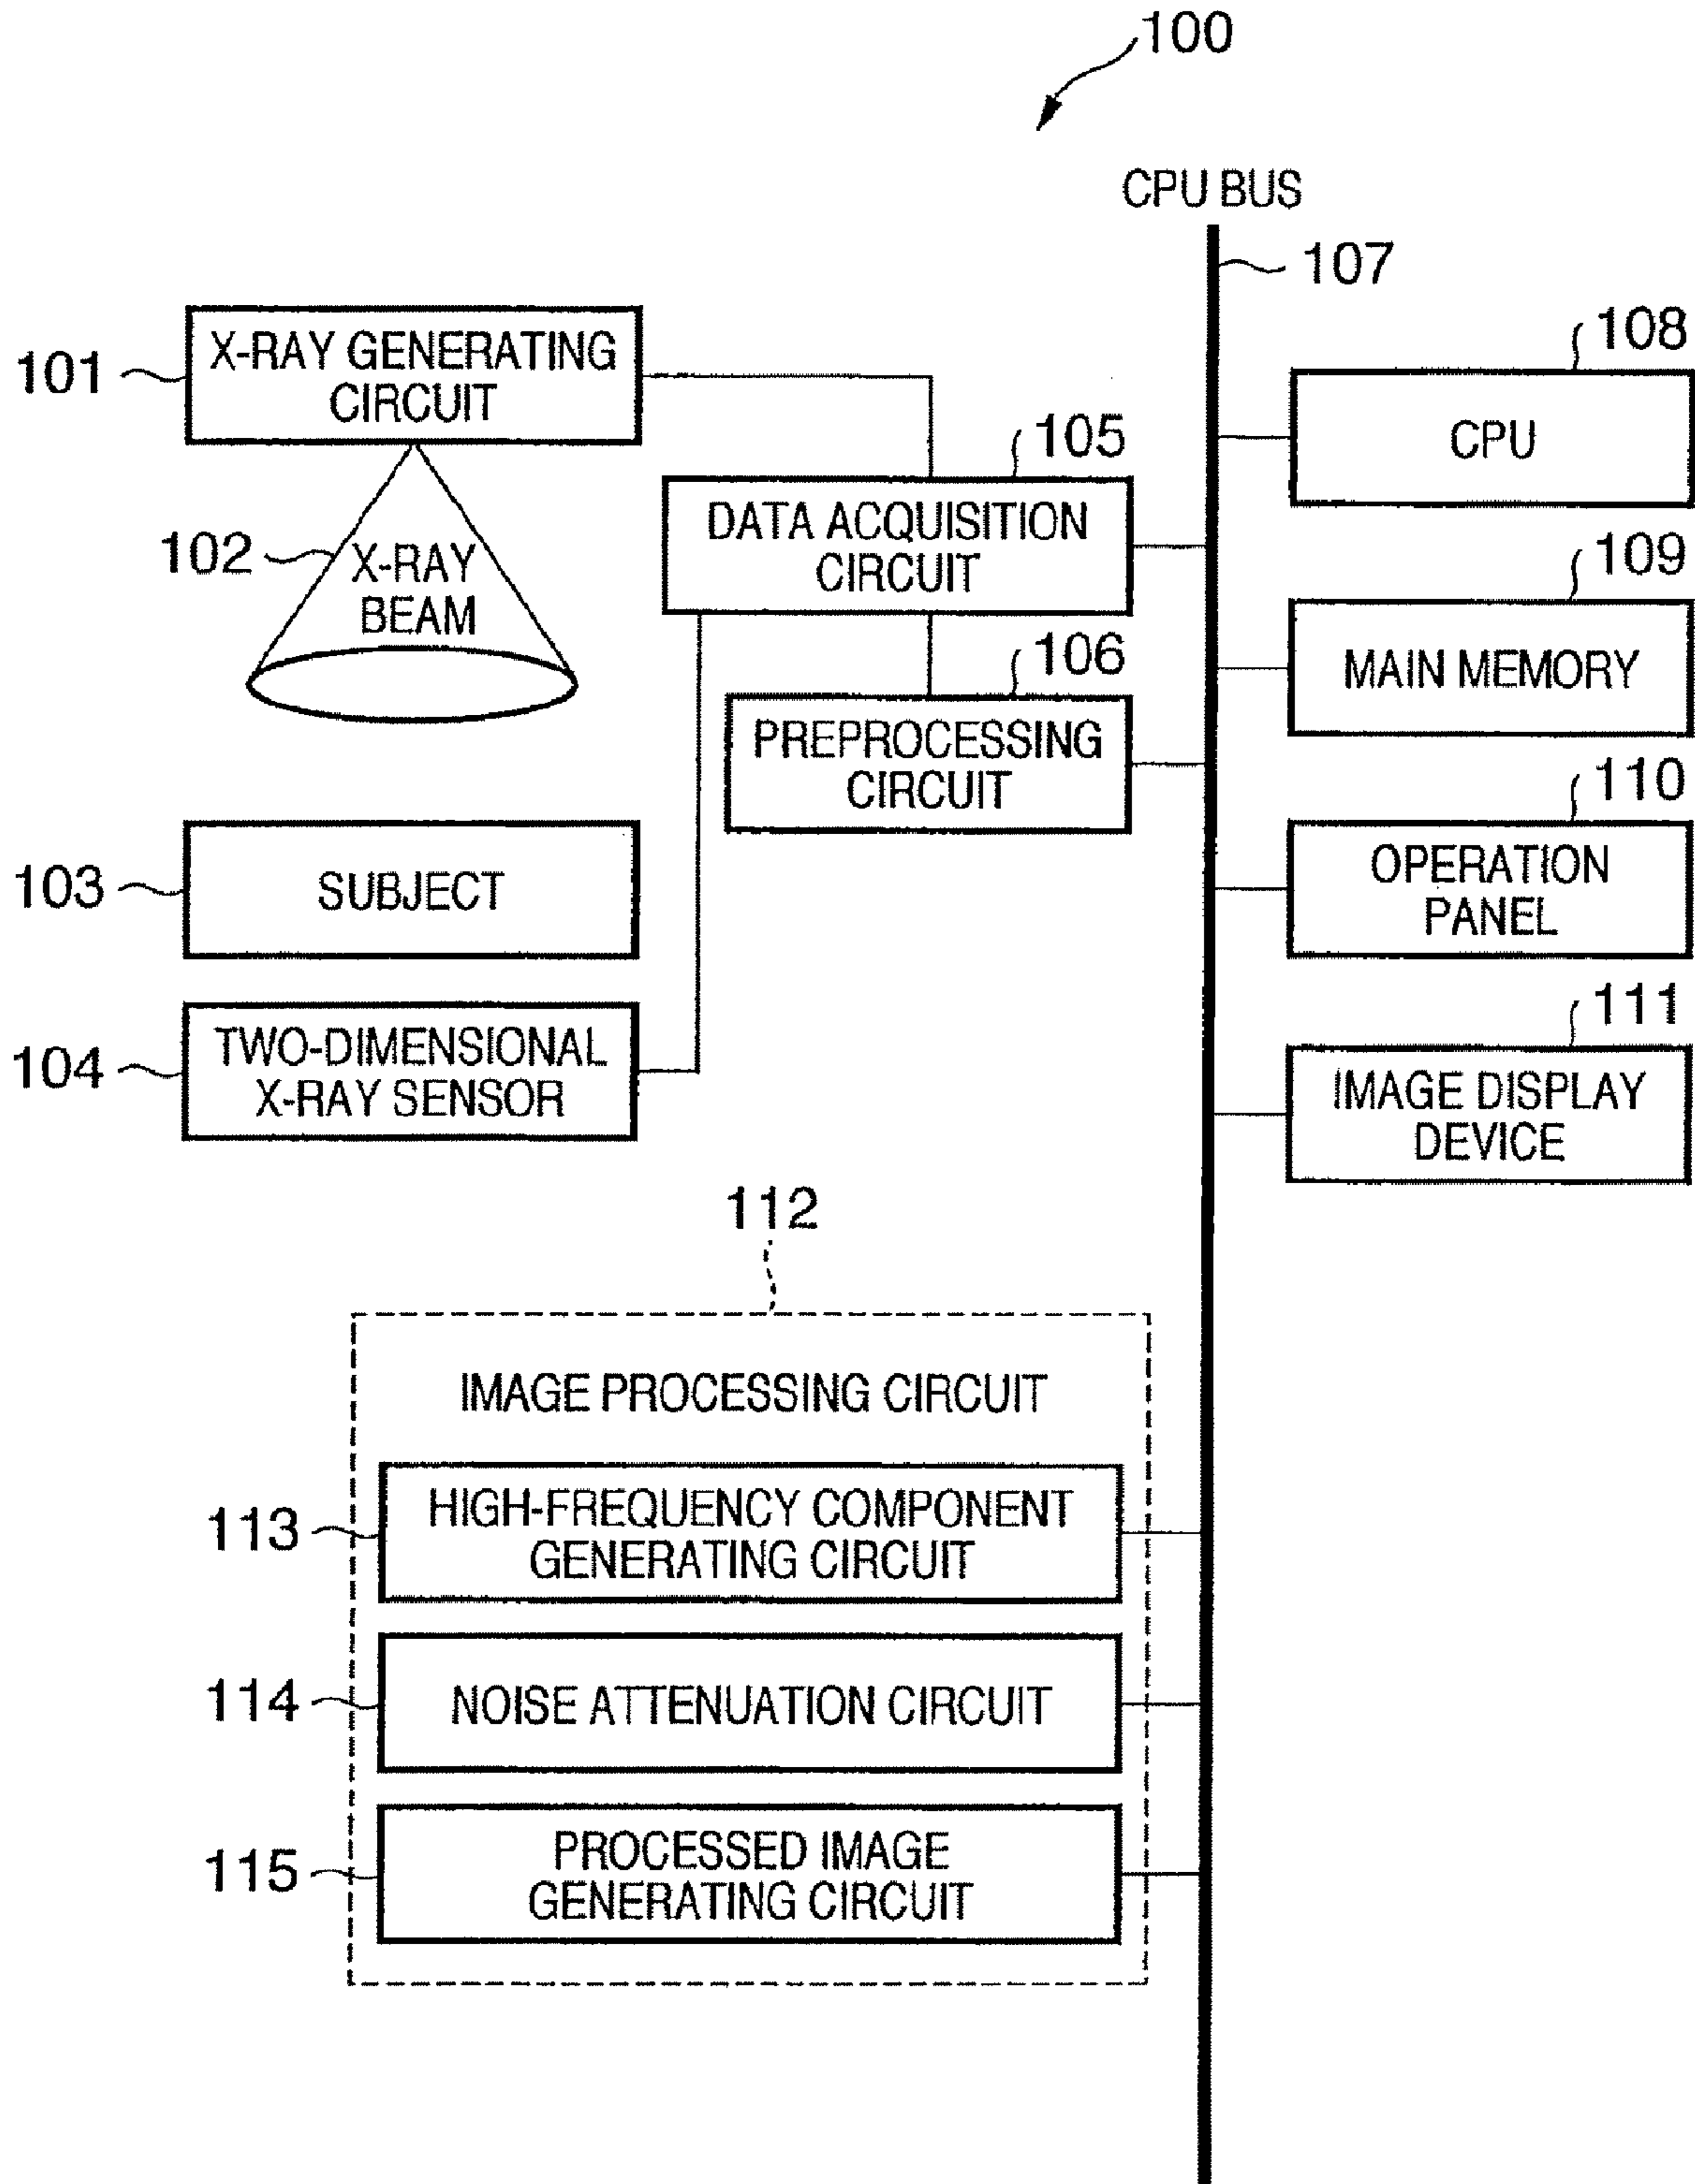 100
CPU BUS
107
101
X-RAY GENERATING
CIRCUIT
108
CPU
102
X-RAY
BEAM
105
DATA ACQUISITION
CIRCUIT
109
MAIN MEMORY
106
PREPROCESSING
CIRCUIT
103
SUBJECT
110
OPERATION
PANEL
104
TWO-DIMENSIONAL
X-RAY SENSOR
111
IMAGE DISPLAY
DEVICE
112
IMAGE PROCESSING CIRCUIT
113
HIGH-FREQUENCY COMPONENT
GENERATING CIRCUIT
114
NOISE ATTENUATION CIRCUIT
115
PROCESSED IMAGE
GENERATING CIRCUIT